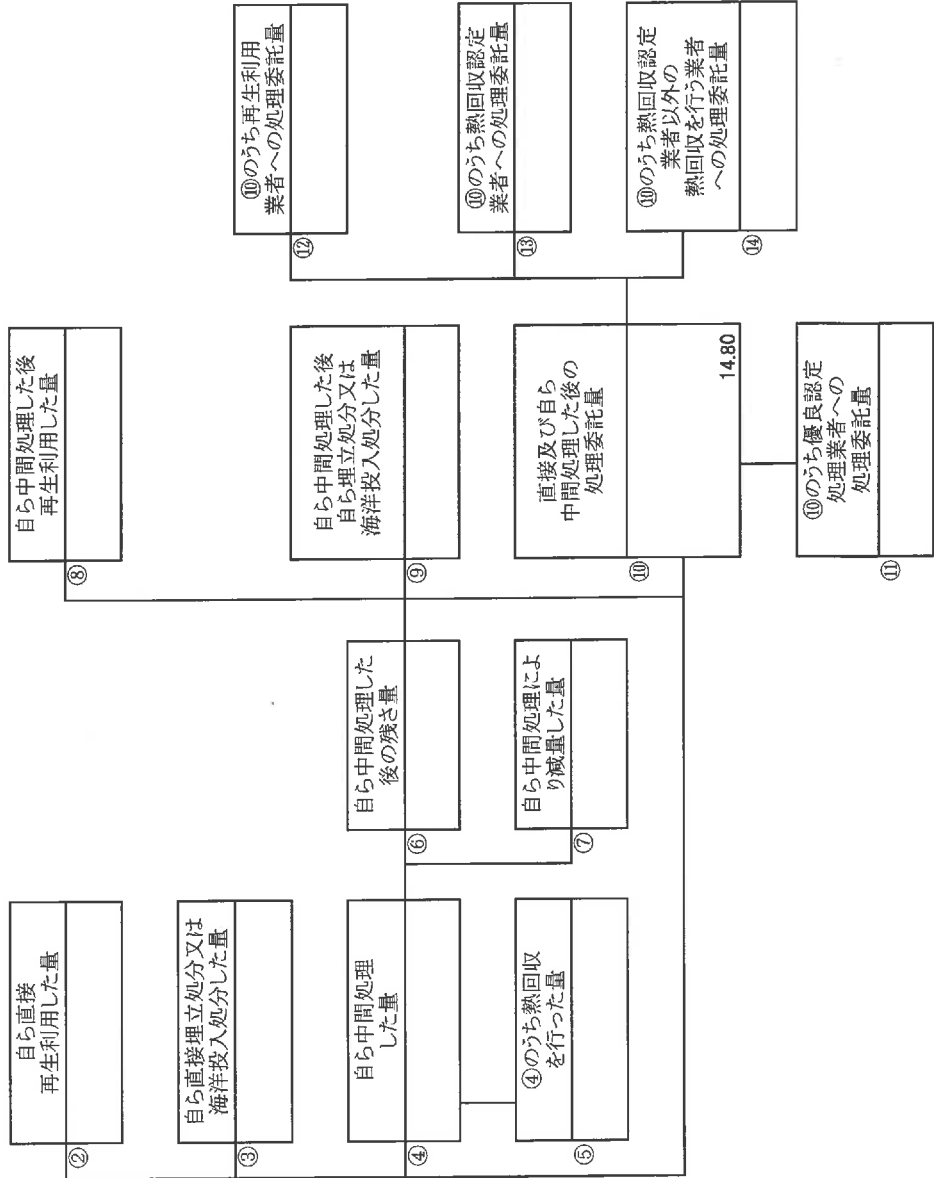 ②
自ら直接
再生利用した量
③
自ら直接埋立処分又は
海洋投入処分した量
④
自ら中間処理
した量
⑤
④のうち熱回収
を行った量
⑥
自ら中間処理した
後の残さ量
⑦
自ら中間処理によ
り減量した量
⑧
自ら中間処理した後
再生利用した量
⑨
自ら中間処理した後
自ら埋立処分又は
海洋投入処分した量
⑩
直接及び自ら
中間処理した後の
処理委託量
14.80
⑪
⑩のうち優良認定
処理業者への
処理委託量
⑫
⑩のうち再生利用
業者への処理委託量
⑬
⑩のうち熱回収認定
業者への処理委託量
⑭
⑩のうち熱回収認定
業者以外の
熱回収を行う業者
への処理委託量